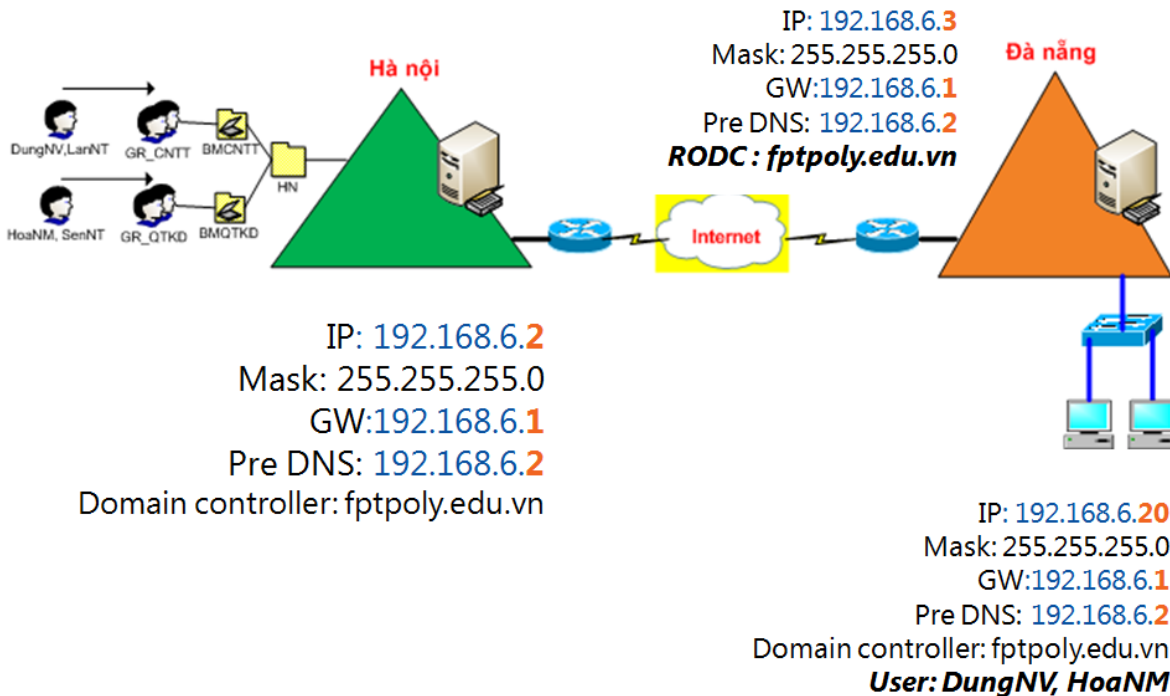 Hà nội
DungNV,LanNT
GR_CNTT
BMCNTT
HN
HoaNM, SenNT
GR_QTKD
BMQTKD
IP: 192.168.6.2
Mask: 255.255.255.0
GW:192.168.6.1
Pre DNS: 192.168.6.2
Domain controller: fptpoly.edu.vn
Internet
IP: 192.168.6.3
Mask: 255.255.255.0
GW:192.168.6.1
Pre DNS: 192.168.6.2
RODC : fptpoly.edu.vn
Đà nẵng
IP: 192.168.6.20
Mask: 255.255.255.0
GW:192.168.6.1
Pre DNS: 192.168.6.2
Domain controller: fptpoly.edu.vn
User: DungNV, HoaNM